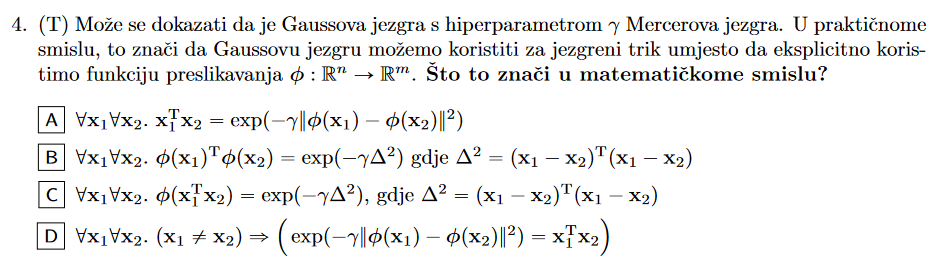 4. (T) Može se dokazati da je Gaussova jezgra s hiperparametrom γ Mercerova jezgra. U praktičnome
smislu, to znači da Gaussovu jezgru možemo koristiti za jezgreni trik umjesto da eksplicitno koris-
timo funkciju preslikavanja ϕ : ℝⁿ → ℝᵐ. Što to znači u matematičkome smislu?
A ∀x₁∀x₂. x₁ᵀx₂ = exp(−γ‖ϕ(x₁) − ϕ(x₂)‖²)
B ∀x₁∀x₂. ϕ(x₁)ᵀϕ(x₂) = exp(−γΔ²) gdje Δ² = (x₁ − x₂)ᵀ(x₁ − x₂)
C ∀x₁∀x₂. ϕ(x₁ᵀx₂) = exp(−γΔ²), gdje Δ² = (x₁ − x₂)ᵀ(x₁ − x₂)
D ∀x₁∀x₂. (x₁ ≠ x₂) ⇒ (exp(−γ‖ϕ(x₁) − ϕ(x₂)‖²) = x₁ᵀx₂)